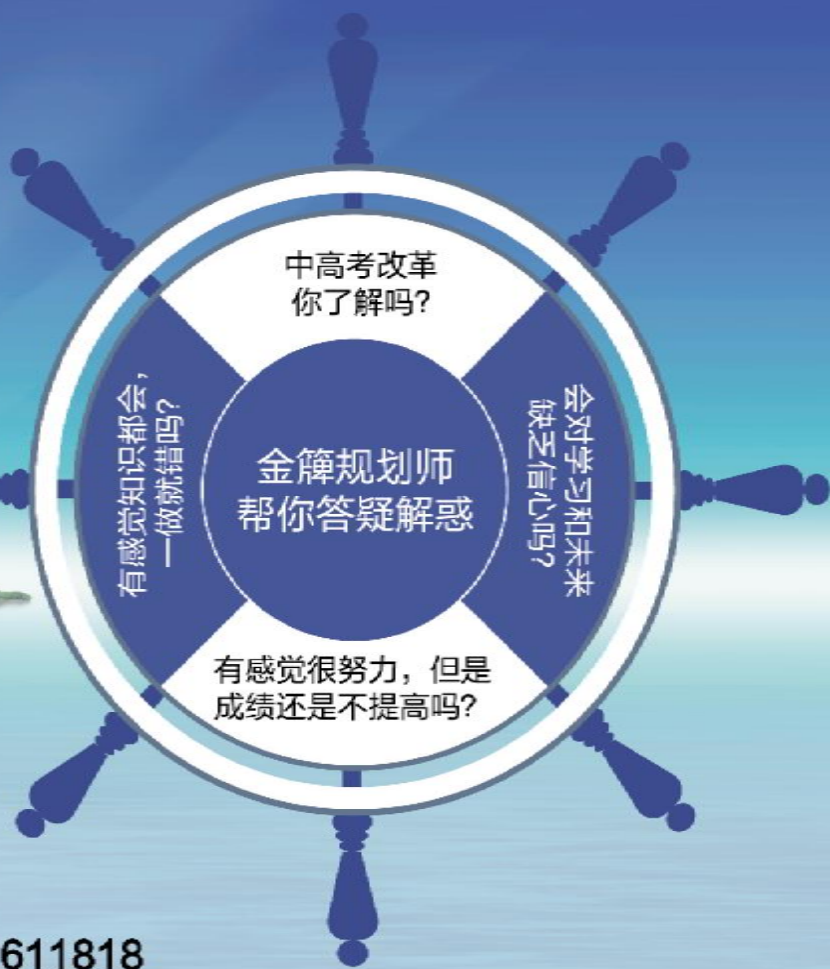 中高考改革
你了解吗?
有感觉知识都会,
一做就错吗?
金牌规划师
帮你答疑解惑
会对学习和未来
缺乏信心吗?
有感觉很努力，但是
成绩还是不提高吗?
611818